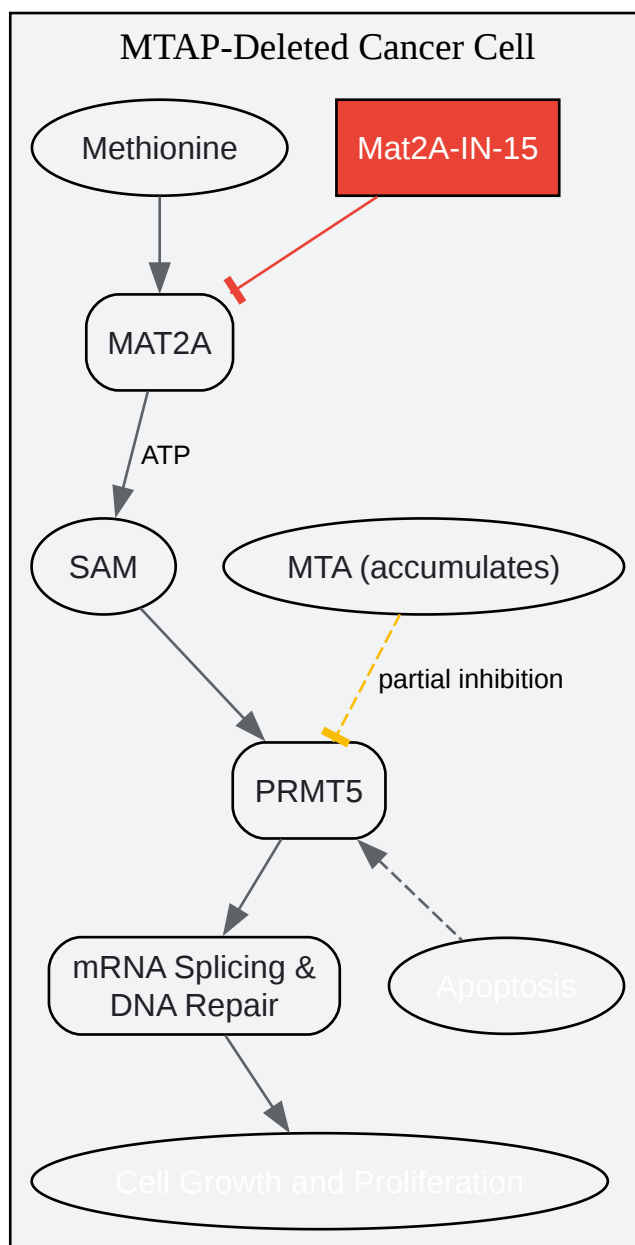 MTAP-Deleted Cancer Cell
Methionine
Mat2A-IN-15
MAT2A
ATP
SAM
MTA (accumulates)
partial inhibition
PRMT5
mRNA Splicing &
DNA Repair
Apoptosis
Cell Growth and Proliferation